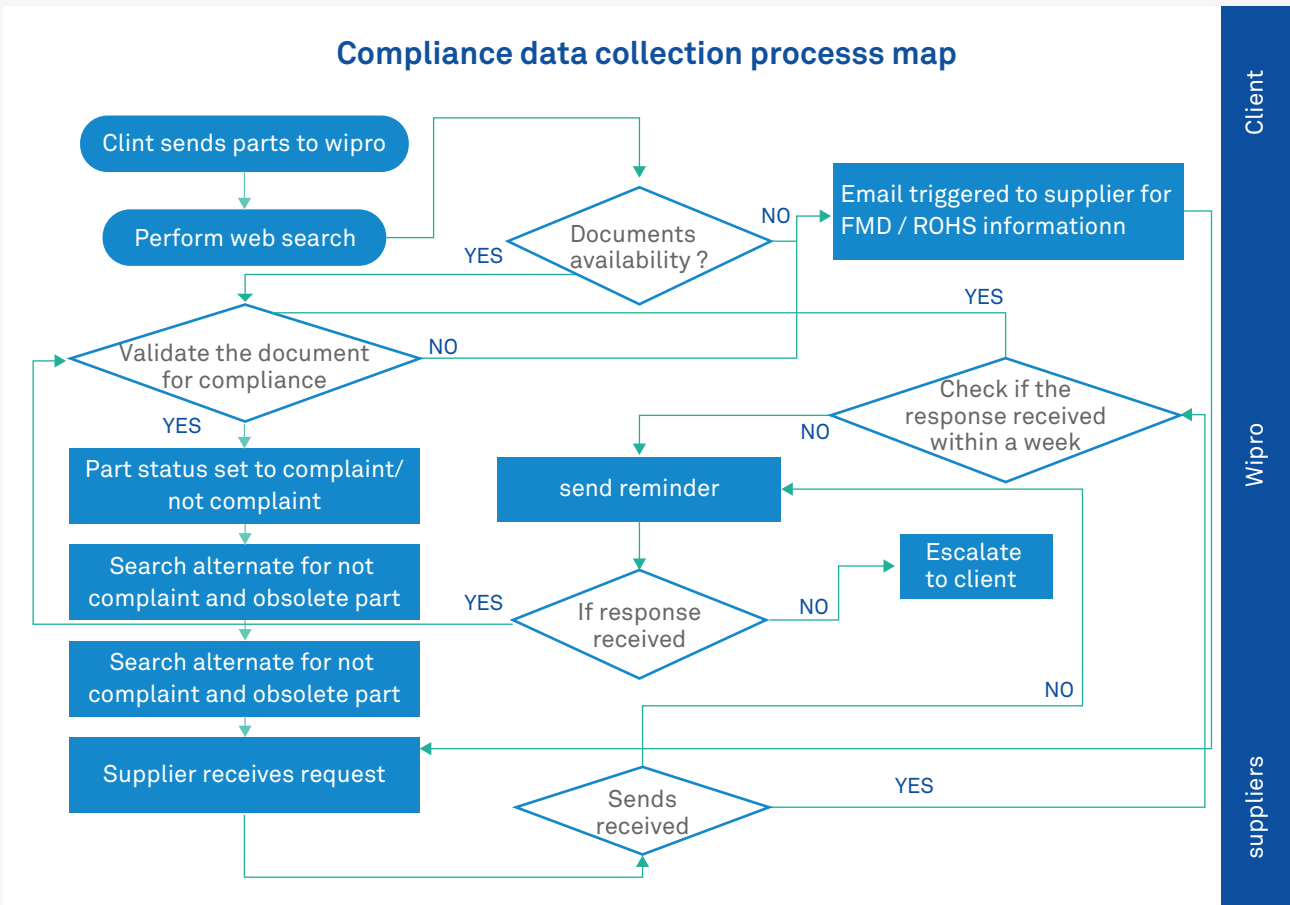 Compliance data collection processs map
Client
Clint sends parts to wipro
Perform web search
Documents
availability ?
NO
YES
Email triggered to supplier for
FMD / ROHS informationn
YES
Validate the document
for compliance
NO
YES
Check if the
response received
within a week
NO
Wipro
Part status set to complaint/
not complaint
send reminder
Search alternate for not
complaint and obsolete part
Escalate
to client
YES
If response
received
NO
Search alternate for not
complaint and obsolete part
NO
Supplier receives request
Sends
received
YES
suppliers